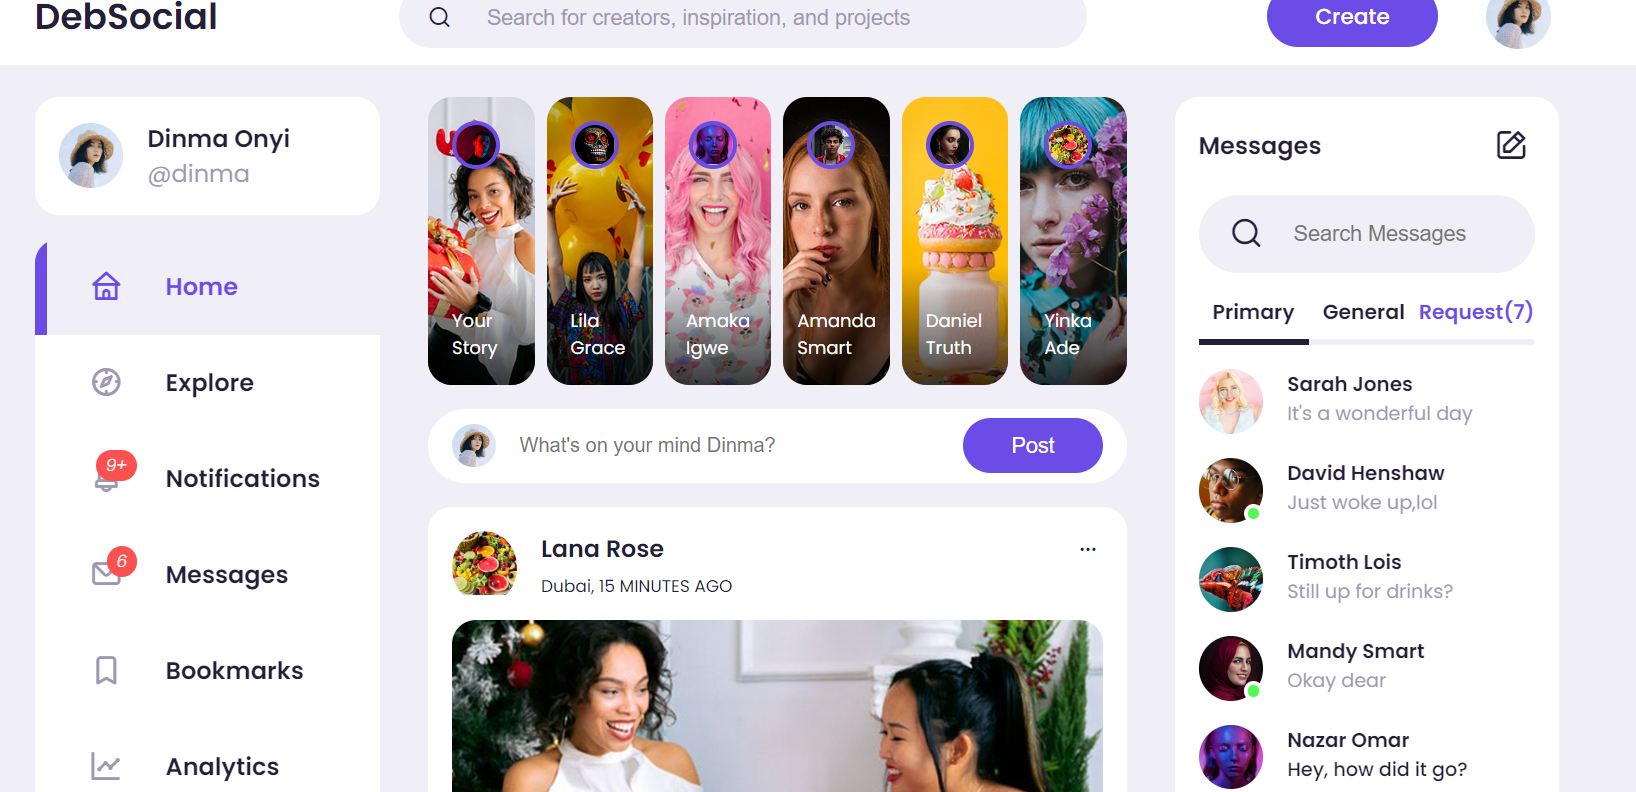 DebSocial
Search for creators, inspiration, and projects
Create
Dinma Onyi
@dinma
Home
Explore
9+
Notifications
6
Messages
Bookmarks
Analytics
Your
Story
Lila
Grace
Amaka
Igwe
Amanda
Smart
Daniel
Truth
Yinka
Ade
What's on your mind Dinma?
Post
Lana Rose
Dubai, 15 MINUTES AGO
Messages
Search Messages
Primary General Request(7)
Sarah Jones
It's a wonderful day
David Henshaw
Just woke up,lol
Timoth Lois
Still up for drinks?
Mandy Smart
Okay dear
Nazar Omar
Hey, how did it go?